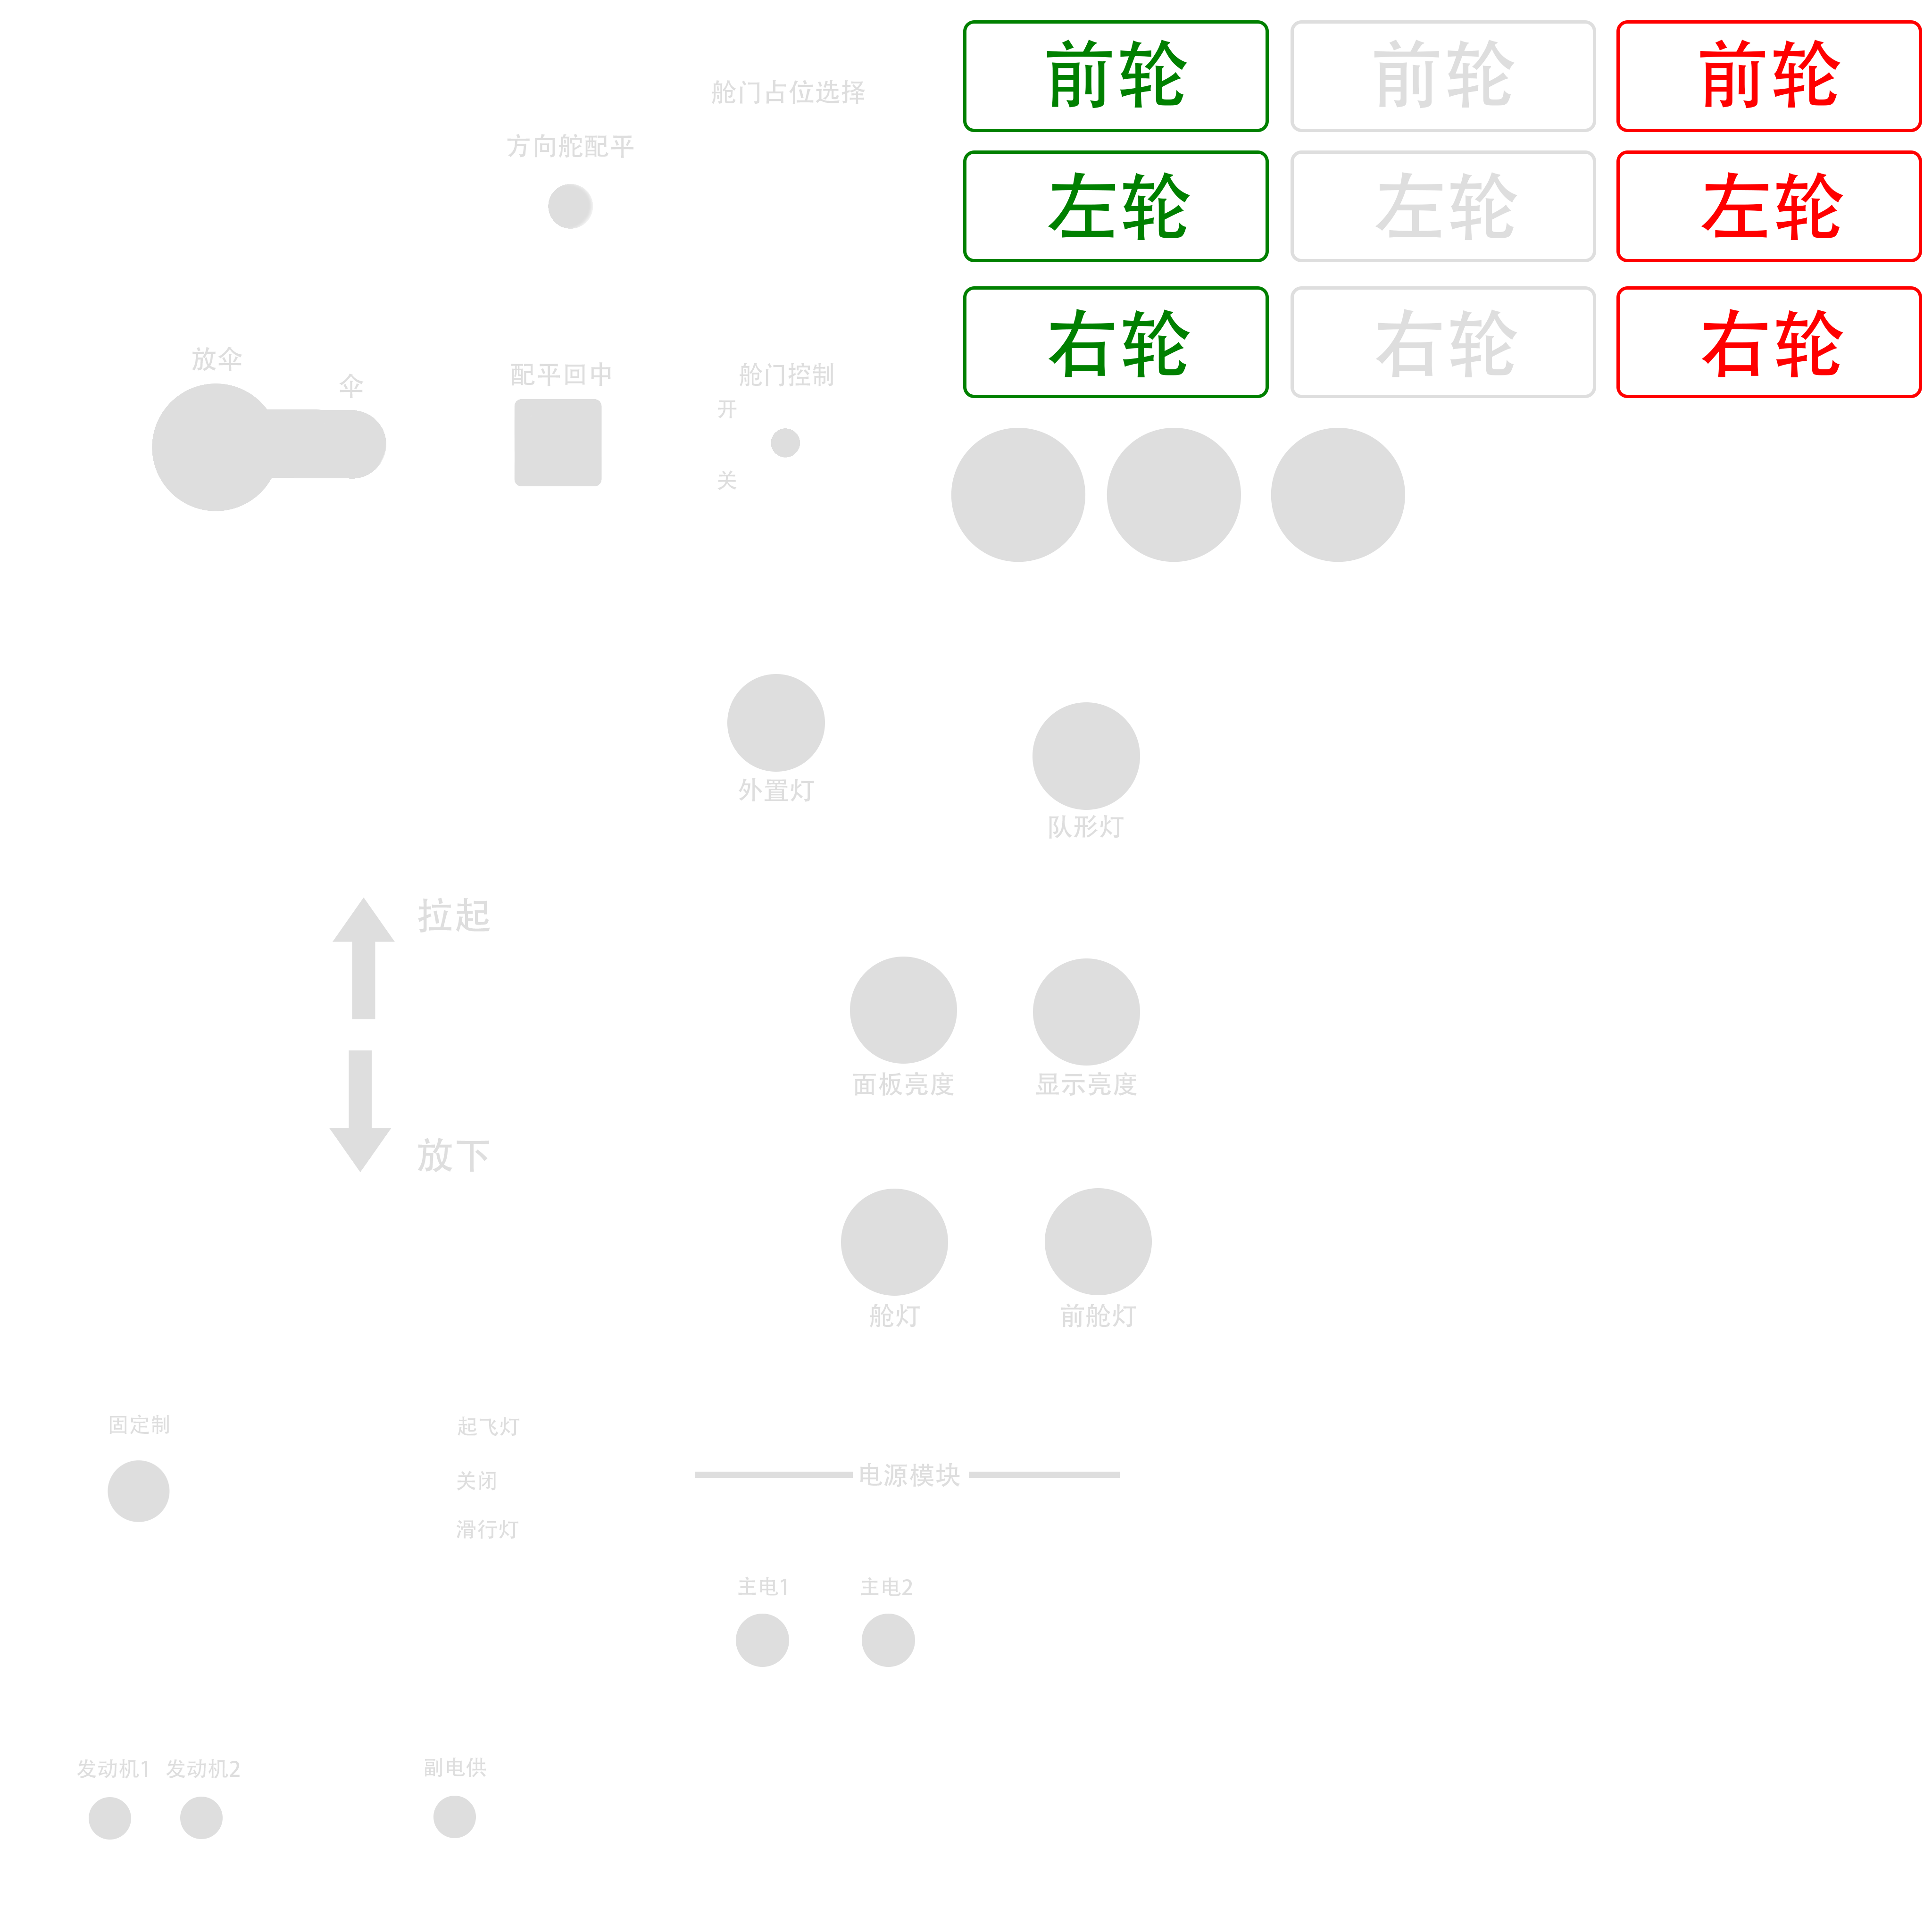 前轮 前轮 前轮
舱门占位选择
方向舵配平
左轮 左轮 左轮
右轮 右轮 右轮
放伞
伞
配平回中
舱门控制
开
关
外置灯
队形灯
拉起
面板亮度 显示亮度
放下
舱灯 前舱灯
固定制
起飞灯
关闭
电源模块
滑行灯
主电1 主电2
发动机1 发动机2
副电供